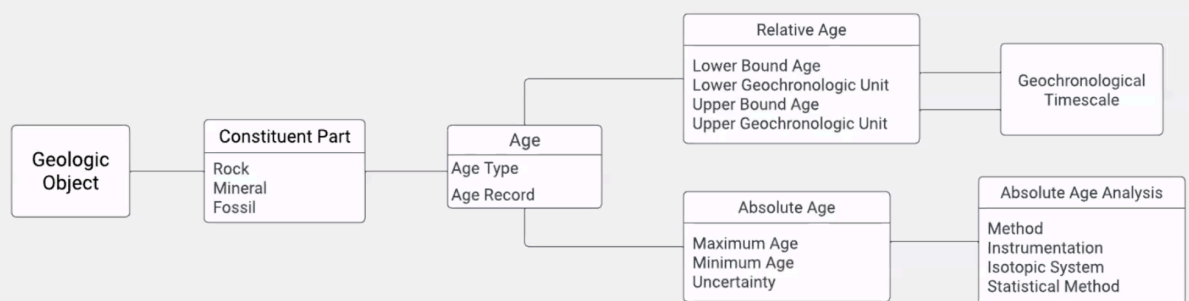 Geologic
Object
Constituent Part
Rock
Mineral
Fossil
Age
Age Type
Age Record
Relative Age
Lower Bound Age
Lower Geochronologic Unit
Upper Bound Age
Upper Geochronologic Unit
Geochronological
Timescale
Absolute Age
Maximum Age
Minimum Age
Uncertainty
Absolute Age Analysis
Method
Instrumentation
Isotopic System
Statistical Method